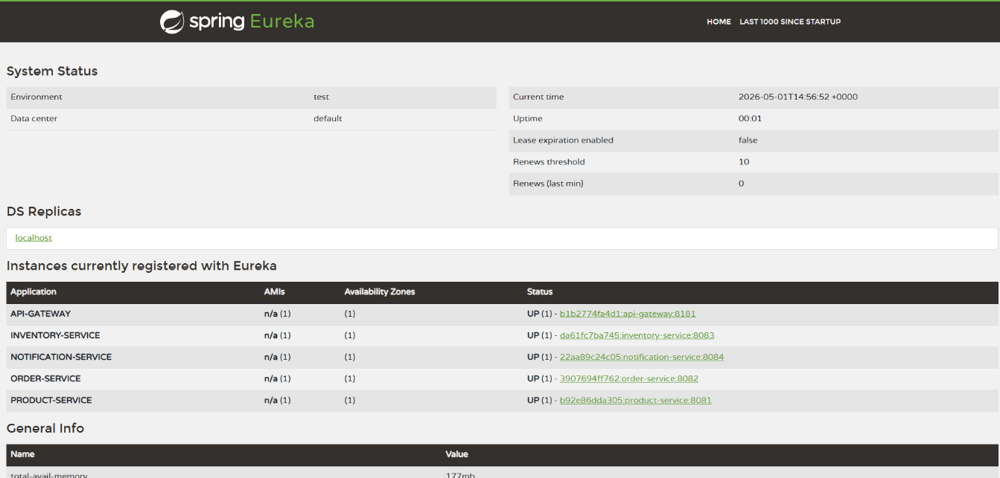 spring Eureka
HOME LAST 1000 SINCE STARTUP
System Status
Environment test
Data center default
Current time 2026-05-01T14:56:52 +0000
Uptime 00:01
Lease expiration enabled false
Renews threshold 10
Renews (last min) 0
DS Replicas
localhost
Instances currently registered with Eureka
Application AMIs Availability Zones Status
API-GATEWAY n/a (1) (1) UP (1) - b1b2774fa4d1:api-gateway:8181
INVENTORY-SERVICE n/a (1) (1) UP (1) - da61fc7ba745:inventory-service:8083
NOTIFICATION-SERVICE n/a (1) (1) UP (1) - 22aa89c24c05:notification-service:8084
ORDER-SERVICE n/a (1) (1) UP (1) - 3907694ff762:order-service:8082
PRODUCT-SERVICE n/a (1) (1) UP (1) - b92e86dda305:product-service:8081
General Info
Name Value
total-avail-memory 177mb